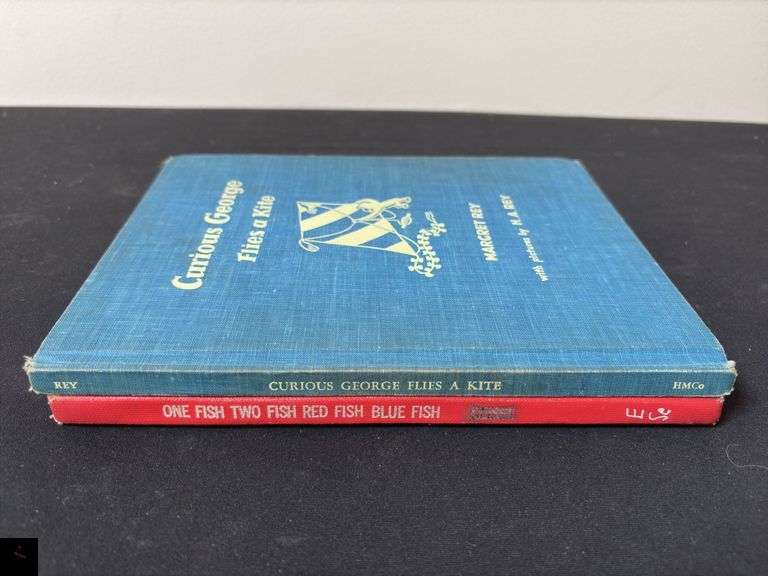 Curious George
Flies a Kite
MARGRET REY
with pictures by H. A. REY
REY CURIOUS GEORGE FLIES A KITE HMCo
ONE FISH TWO FISH RED FISH BLUE FISH E
Se